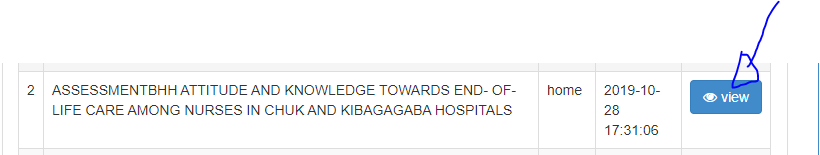 2 ASSESSMENTBHH ATTITUDE AND KNOWLEDGE TOWARDS END- OF- home 2019-10- view
LIFE CARE AMONG NURSES IN CHUK AND KIBAGAGABA HOSPITALS 28
17:31:06